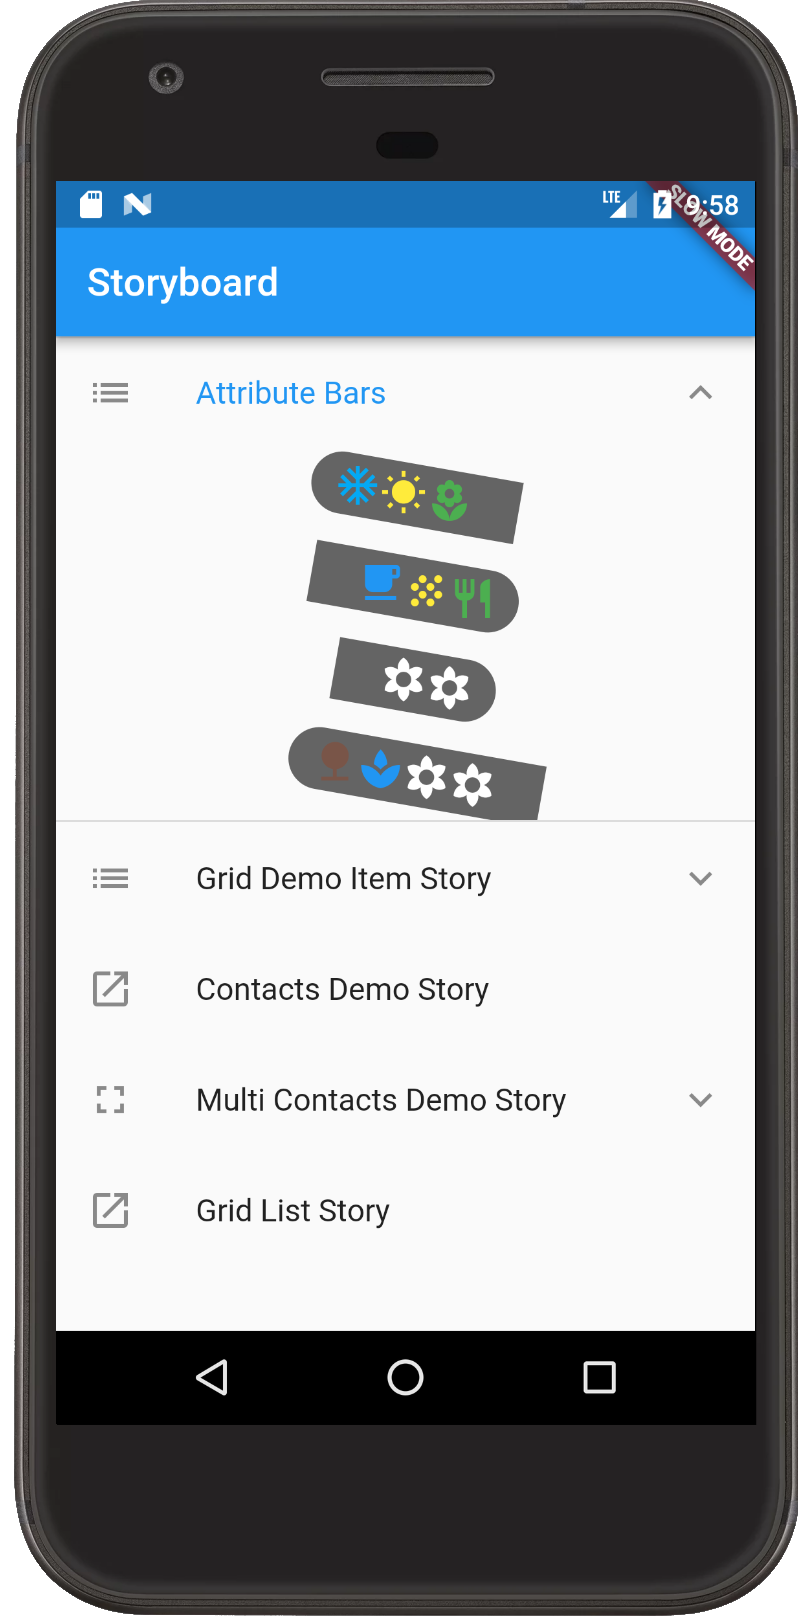 LTE 9:58
SLOW MODE
Storyboard
Attribute Bars
Grid Demo Item Story
Contacts Demo Story
Multi Contacts Demo Story
Grid List Story